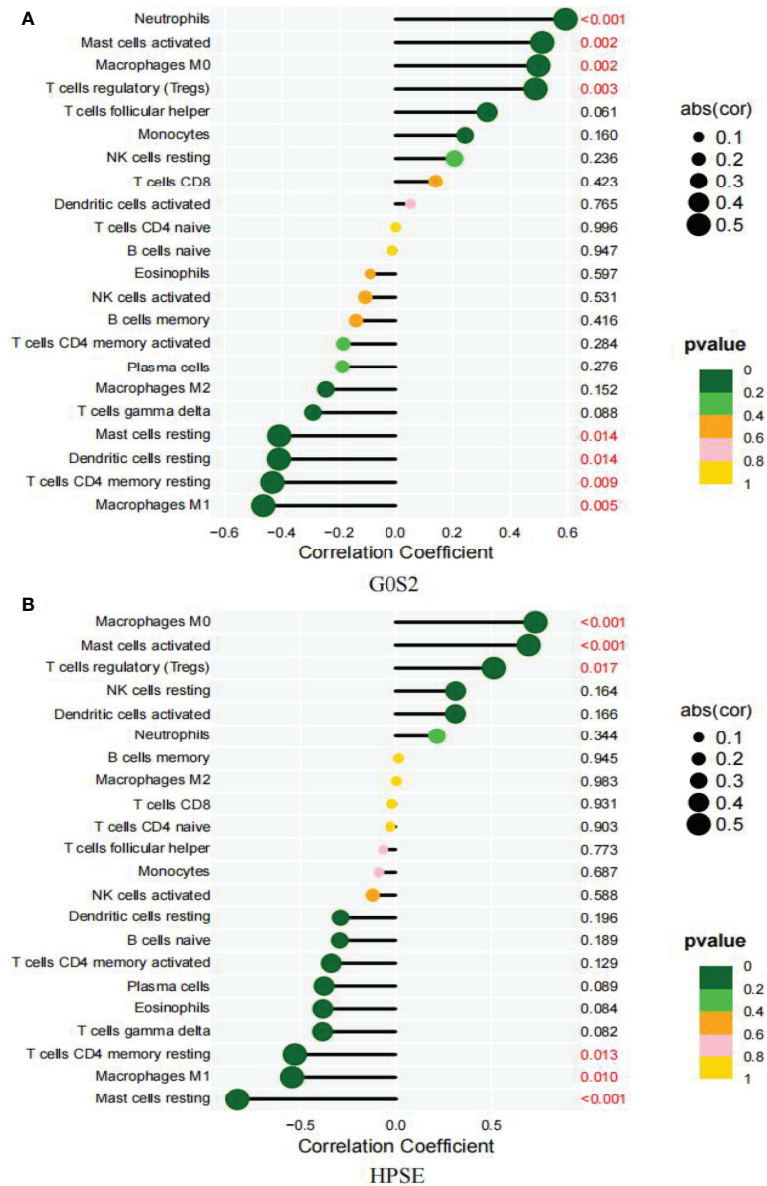 A
Neutrophils <0.001
Mast cells activated 0.002
Macrophages M0 0.002
T cells regulatory (Tregs) 0.003
T cells follicular helper 0.061
Monocytes 0.160
NK cells resting 0.236
T cells CD8 0.423
Dendritic cells activated 0.765
T cells CD4 naive 0.996
B cells naive 0.947
Eosinophils 0.597
NK cells activated 0.531
B cells memory 0.416
T cells CD4 memory activated 0.284
Plasma cells 0.276
Macrophages M2 0.152
T cells gamma delta 0.088
Mast cells resting 0.014
Dendritic cells resting 0.014
T cells CD4 memory resting 0.009
Macrophages M1 0.005
−0.6 −0.4 −0.2 0.0 0.2 0.4 0.6
Correlation Coefficient
G0S2
abs(cor)
0.1
0.2
0.3
0.4
0.5
pvalue
0
0.2
0.4
0.6
0.8
1
B
Macrophages M0 <0.001
Mast cells activated <0.001
T cells regulatory (Tregs) 0.017
NK cells resting 0.164
Dendritic cells activated 0.166
Neutrophils 0.344
B cells memory 0.945
Macrophages M2 0.983
T cells CD8 0.931
T cells CD4 naive 0.903
T cells follicular helper 0.773
Monocytes 0.687
NK cells activated 0.588
Dendritic cells resting 0.196
B cells naive 0.189
T cells CD4 memory activated 0.129
Plasma cells 0.089
Eosinophils 0.084
T cells gamma delta 0.082
T cells CD4 memory resting 0.013
Macrophages M1 0.010
Mast cells resting <0.001
−0.5 0.0 0.5
Correlation Coefficient
HPSE
abs(cor)
0.1
0.2
0.3
0.4
0.5
pvalue
0
0.2
0.4
0.6
0.8
1